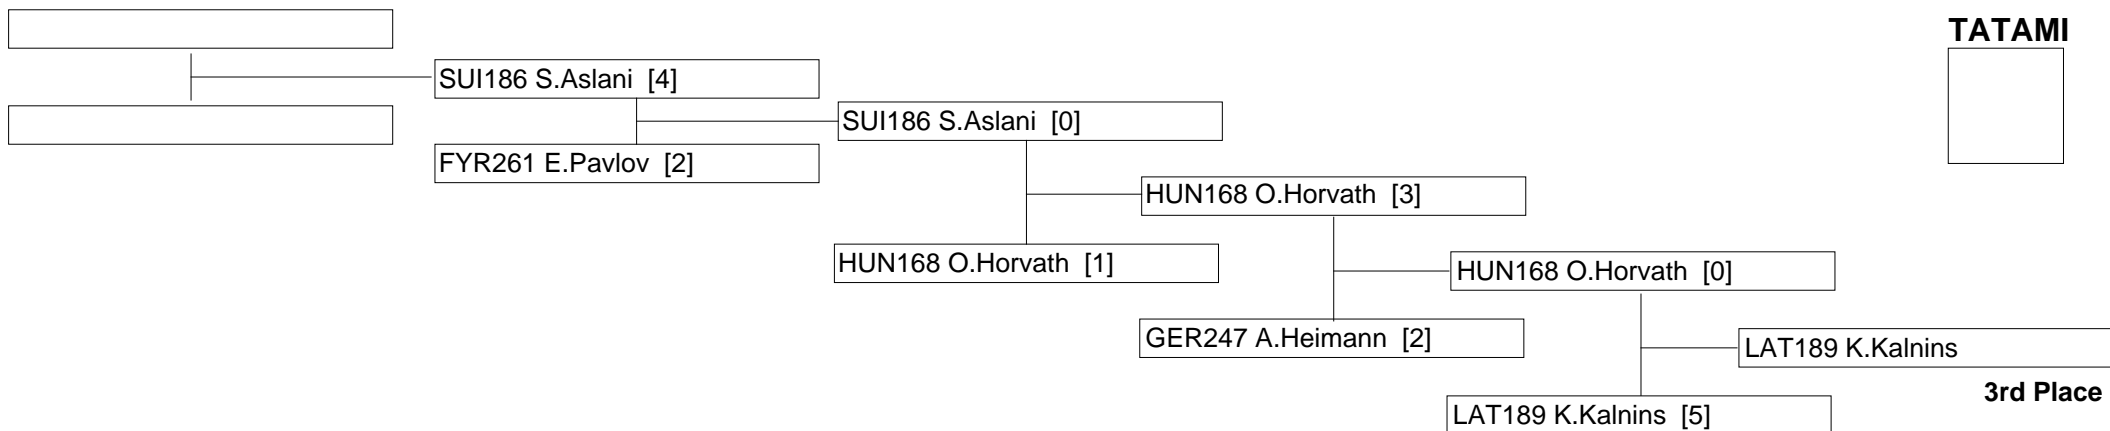 TATAMI
SUI186 S.Aslani [4]
SUI186 S.Aslani [0]
FYR261 E.Pavlov [2]
HUN168 O.Horvath [3]
HUN168 O.Horvath [1]
HUN168 O.Horvath [0]
GER247 A.Heimann [2]
LAT189 K.Kalnins
3rd Place
LAT189 K.Kalnins [5]